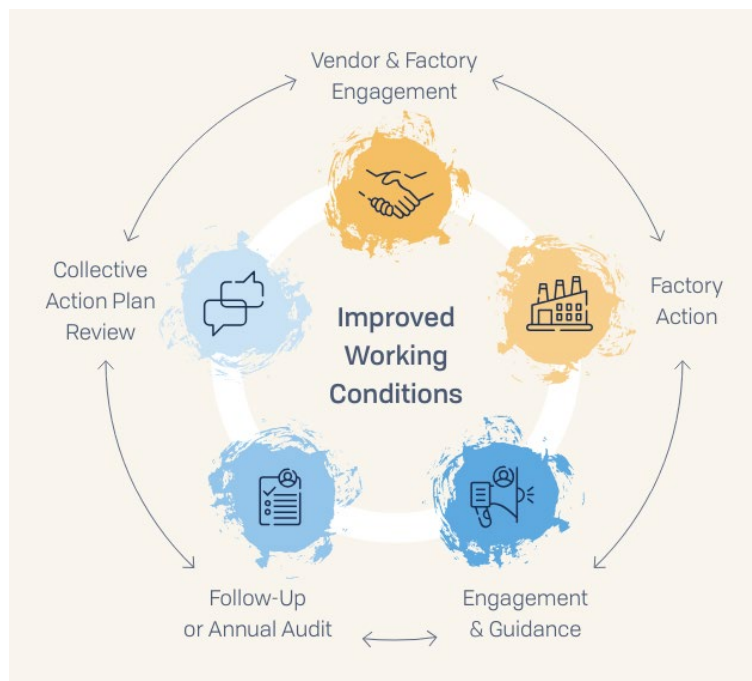 Vendor & Factory
Engagement
Collective
Action Plan
Review
Factory
Action
Improved
Working
Conditions
Follow-Up
or Annual Audit
Engagement
& Guidance